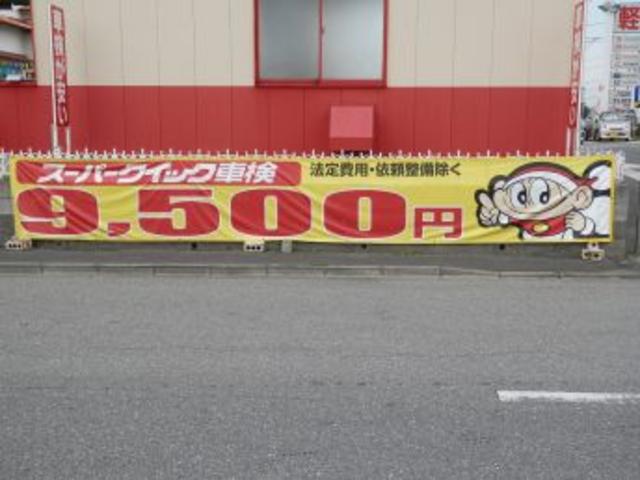 スーパークイック車検
法定費用・依頼整備除く
9,500円
軽